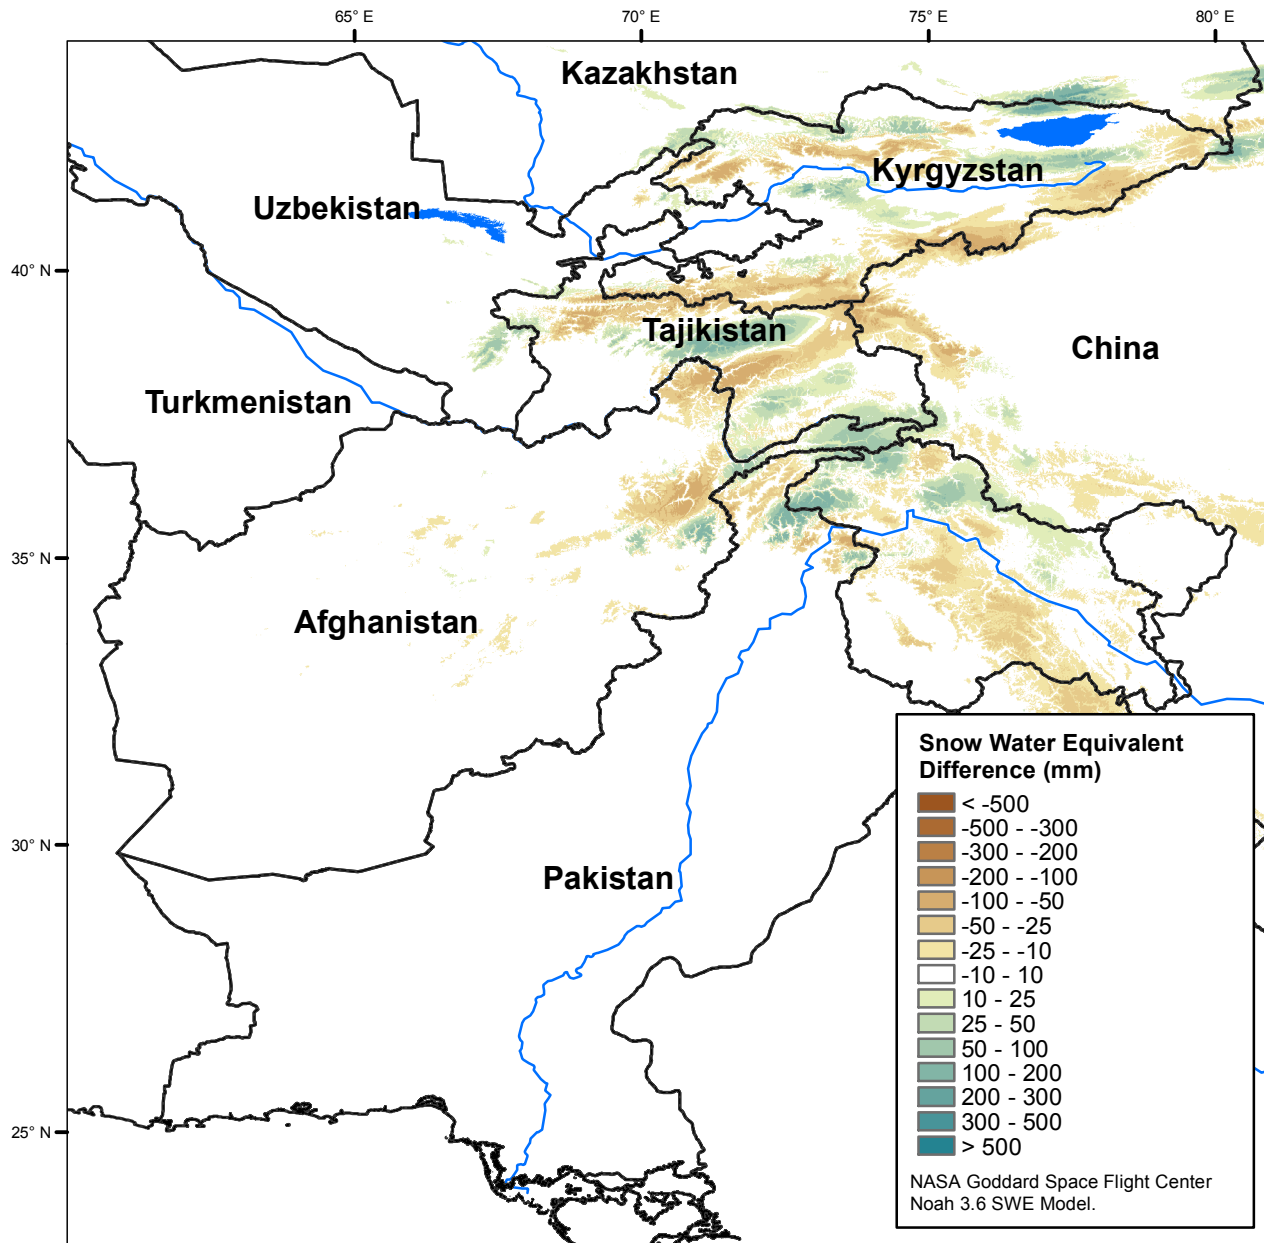 65° E
70° E
75° E
80° E
Kazakhstan
Kyrgyzstan
Uzbekistan
40° N
Tajikistan
China
Turkmenistan
35° N
Afghanistan
30° N
Pakistan
25° N
Snow Water Equivalent
Difference (mm)
< -500
-500 - -300
-300 - -200
-200 - -100
-100 - -50
-50 - -25
-25 - -10
-10 - 10
10 - 25
25 - 50
50 - 100
100 - 200
200 - 300
300 - 500
> 500
NASA Goddard Space Flight Center
Noah 3.6 SWE Model.